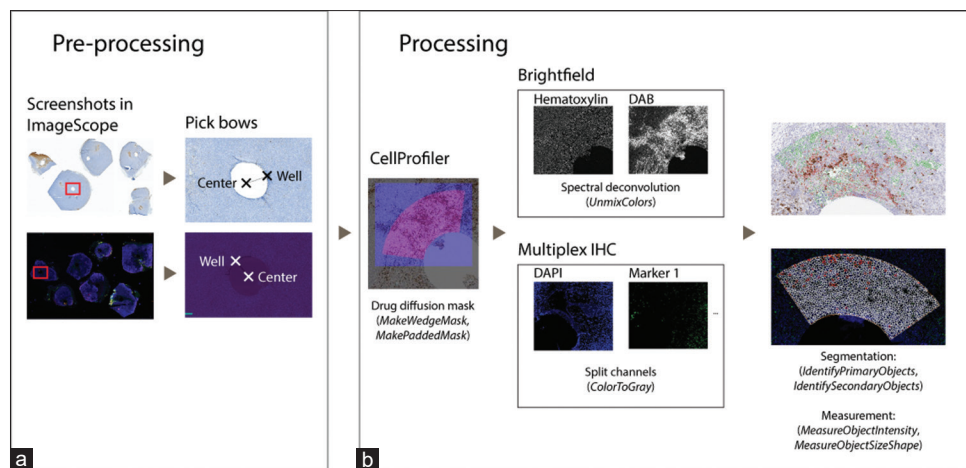 Pre-processing
Screenshots in
ImageScope
Pick bows
Center
Well
Well
Center
a
Processing
CellProfiler
Drug diffusion mask
(MakeWedgeMask,
MakePaddedMask)
Brightfield
Hematoxylin
DAB
Spectral deconvolution
(UnmixColors)
Multiplex IHC
DAPI
Marker 1
...
Split channels
(ColorToGray)
Segmentation:
(IdentifyPrimaryObjects,
IdentifySecondaryObjects)
Measurement:
(MeasureObjectIntensity,
MeasureObjectSizeShape)
b